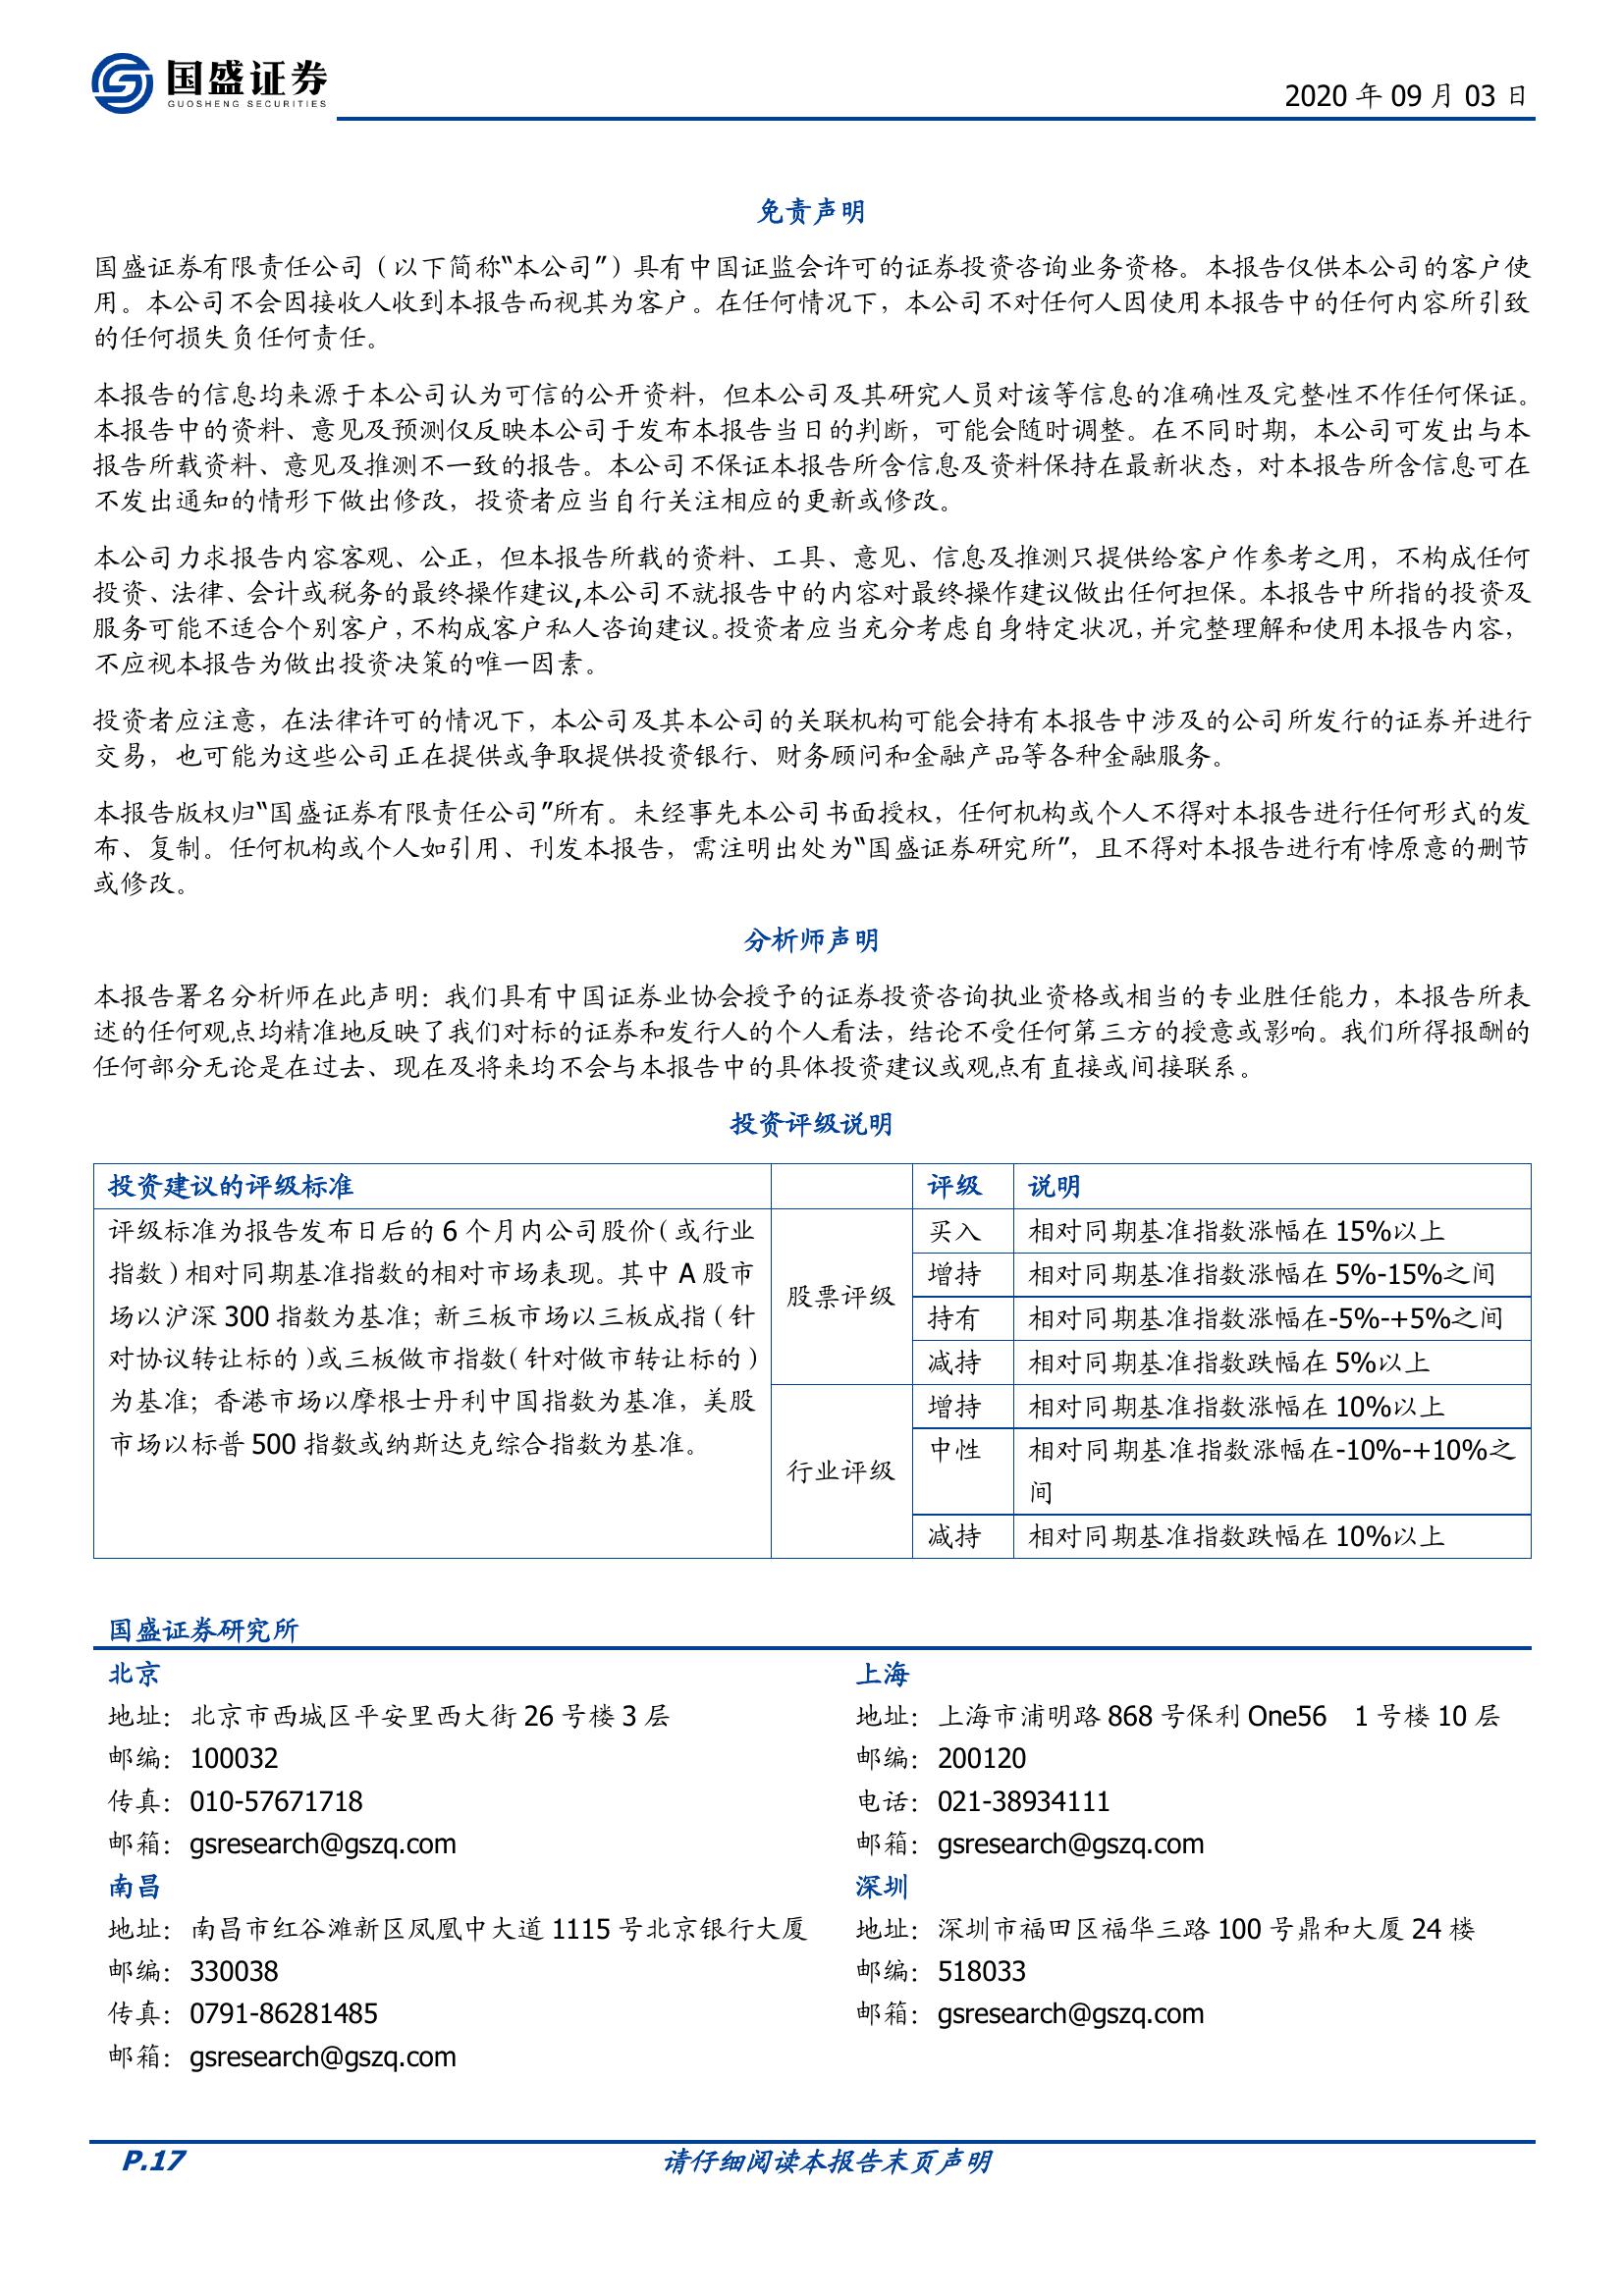 国盛证券
GUOSHENG SECURITIES
2020 年 09 月 03 日
免责声明
国盛证券有限责任公司（以下简称“本公司”）具有中国证监会许可的证券投资咨询业务资格。本报告仅供本公司的客户使
用。本公司不会因接收人收到本报告而视其为客户。在任何情况下，本公司不对任何人因使用本报告中的任何内容所引致
的任何损失负任何责任。
本报告的信息均来源于本公司认为可信的公开资料，但本公司及其研究人员对该等信息的准确性及完整性不作任何保证。
本报告中的资料、意见及预测仅反映本公司于发布本报告当日的判断，可能会随时调整。在不同时期，本公司可发出与本
报告所载资料、意见及推测不一致的报告。本公司不保证本报告所含信息及资料保持在最新状态，对本报告所含信息可在
不发出通知的情形下做出修改，投资者应当自行关注相应的更新或修改。
本公司力求报告内容客观、公正，但本报告所载的资料、工具、意见、信息及推测只提供给客户作参考之用，不构成任何
投资、法律、会计或税务的最终操作建议,本公司不就报告中的内容对最终操作建议做出任何担保。本报告中所指的投资及
服务可能不适合个别客户，不构成客户私人咨询建议。投资者应当充分考虑自身特定状况，并完整理解和使用本报告内容，
不应视本报告为做出投资决策的唯一因素。
投资者应注意，在法律许可的情况下，本公司及其本公司的关联机构可能会持有本报告中涉及的公司所发行的证券并进行
交易，也可能为这些公司正在提供或争取提供投资银行、财务顾问和金融产品等各种金融服务。
本报告版权归“国盛证券有限责任公司”所有。未经事先本公司书面授权，任何机构或个人不得对本报告进行任何形式的发
布、复制。任何机构或个人如引用、刊发本报告，需注明出处为“国盛证券研究所”，且不得对本报告进行有悖原意的删节
或修改。
分析师声明
本报告署名分析师在此声明：我们具有中国证券业协会授予的证券投资咨询执业资格或相当的专业胜任能力，本报告所表
述的任何观点均精准地反映了我们对标的证券和发行人的个人看法，结论不受任何第三方的授意或影响。我们所得报酬的
任何部分无论是在过去、现在及将来均不会与本报告中的具体投资建议或观点有直接或间接联系。
投资评级说明
投资建议的评级标准 评级 说明
评级标准为报告发布日后的 6 个月内公司股价（或行业
指数）相对同期基准指数的相对市场表现。其中 A 股市
场以沪深 300 指数为基准；新三板市场以三板成指（针
对协议转让标的）或三板做市指数（针对做市转让标的）
为基准；香港市场以摩根士丹利中国指数为基准，美股
市场以标普 500 指数或纳斯达克综合指数为基准。
股票评级
买入 相对同期基准指数涨幅在 15%以上
增持 相对同期基准指数涨幅在 5%-15%之间
持有 相对同期基准指数涨幅在-5%-+5%之间
减持 相对同期基准指数跌幅在 5%以上
行业评级
增持 相对同期基准指数涨幅在 10%以上
中性 相对同期基准指数涨幅在-10%-+10%之
间
减持 相对同期基准指数跌幅在 10%以上
国盛证券研究所
北京
地址：北京市西城区平安里西大街 26 号楼 3 层
邮编：100032
传真：010-57671718
邮箱：gsresearch@gszq.com
上海
地址：上海市浦明路 868 号保利 One56 1 号楼 10 层
邮编：200120
电话：021-38934111
邮箱：gsresearch@gszq.com
南昌
地址：南昌市红谷滩新区凤凰中大道 1115 号北京银行大厦
邮编：330038
传真：0791-86281485
邮箱：gsresearch@gszq.com
深圳
地址：深圳市福田区福华三路 100 号鼎和大厦 24 楼
邮编：518033
邮箱：gsresearch@gszq.com
P.17 请仔细阅读本报告末页声明